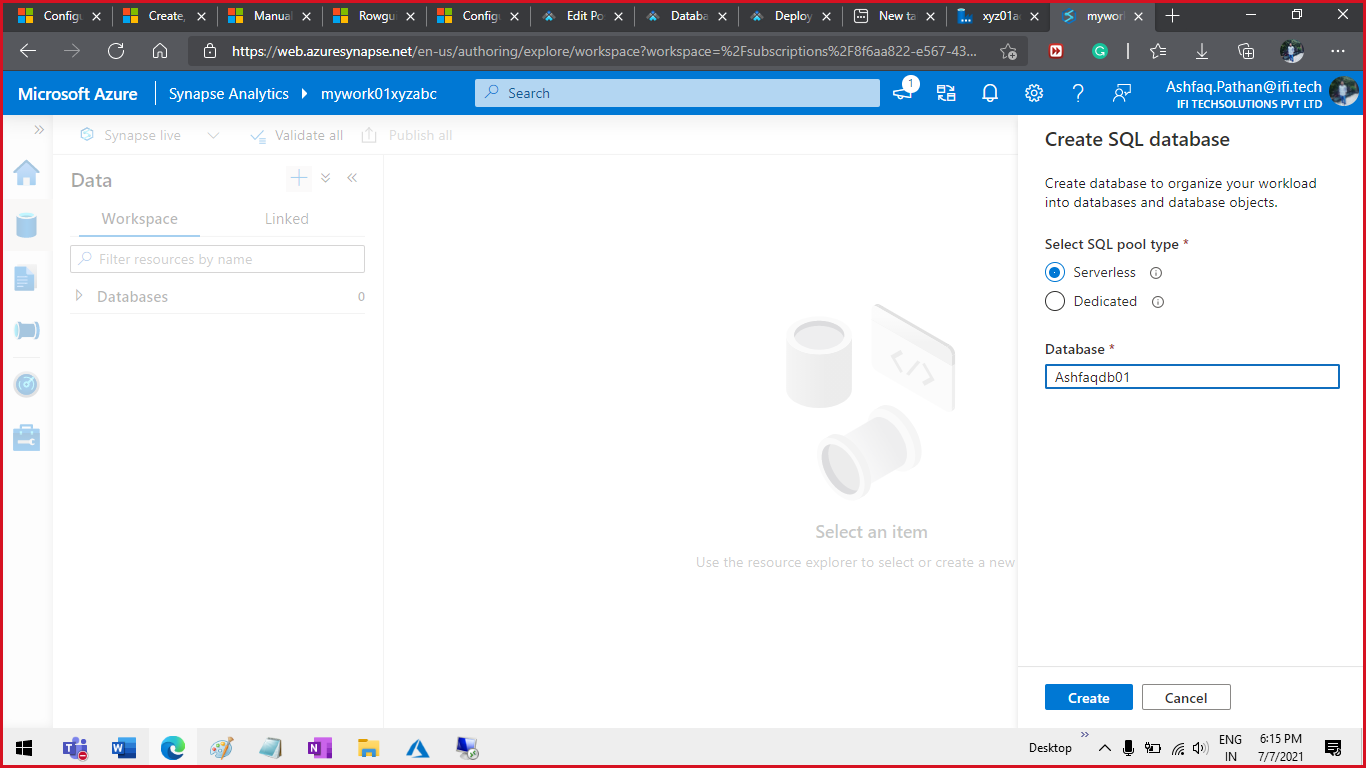 Configu
Create,
Manual
Rowgu
Configu
Edit Po
Databa
Deploy
New ta
xyz01a
mywor
https://web.azuresynapse.net/en-us/authoring/explore/workspace?workspace=%2Fsubscriptions%2F8f6aa822-e567-43...
Microsoft Azure
Synapse Analytics
mywork01xyzabc
Search
1
Ashfaq.Pathan@ifi.tech
IFI TECHSOLUTIONS PVT LTD
Synapse live
Validate all
Publish all
Data
Workspace
Linked
Filter resources by name
Databases 0
Select an item
Use the resource explorer to select or create a new
Create SQL database
Create database to organize your workload
into databases and database objects.
Select SQL pool type *
Serverless
Dedicated
Database *
Ashfaqdb01
Create
Cancel
Desktop
ENG
IN
6:15 PM
7/7/2021